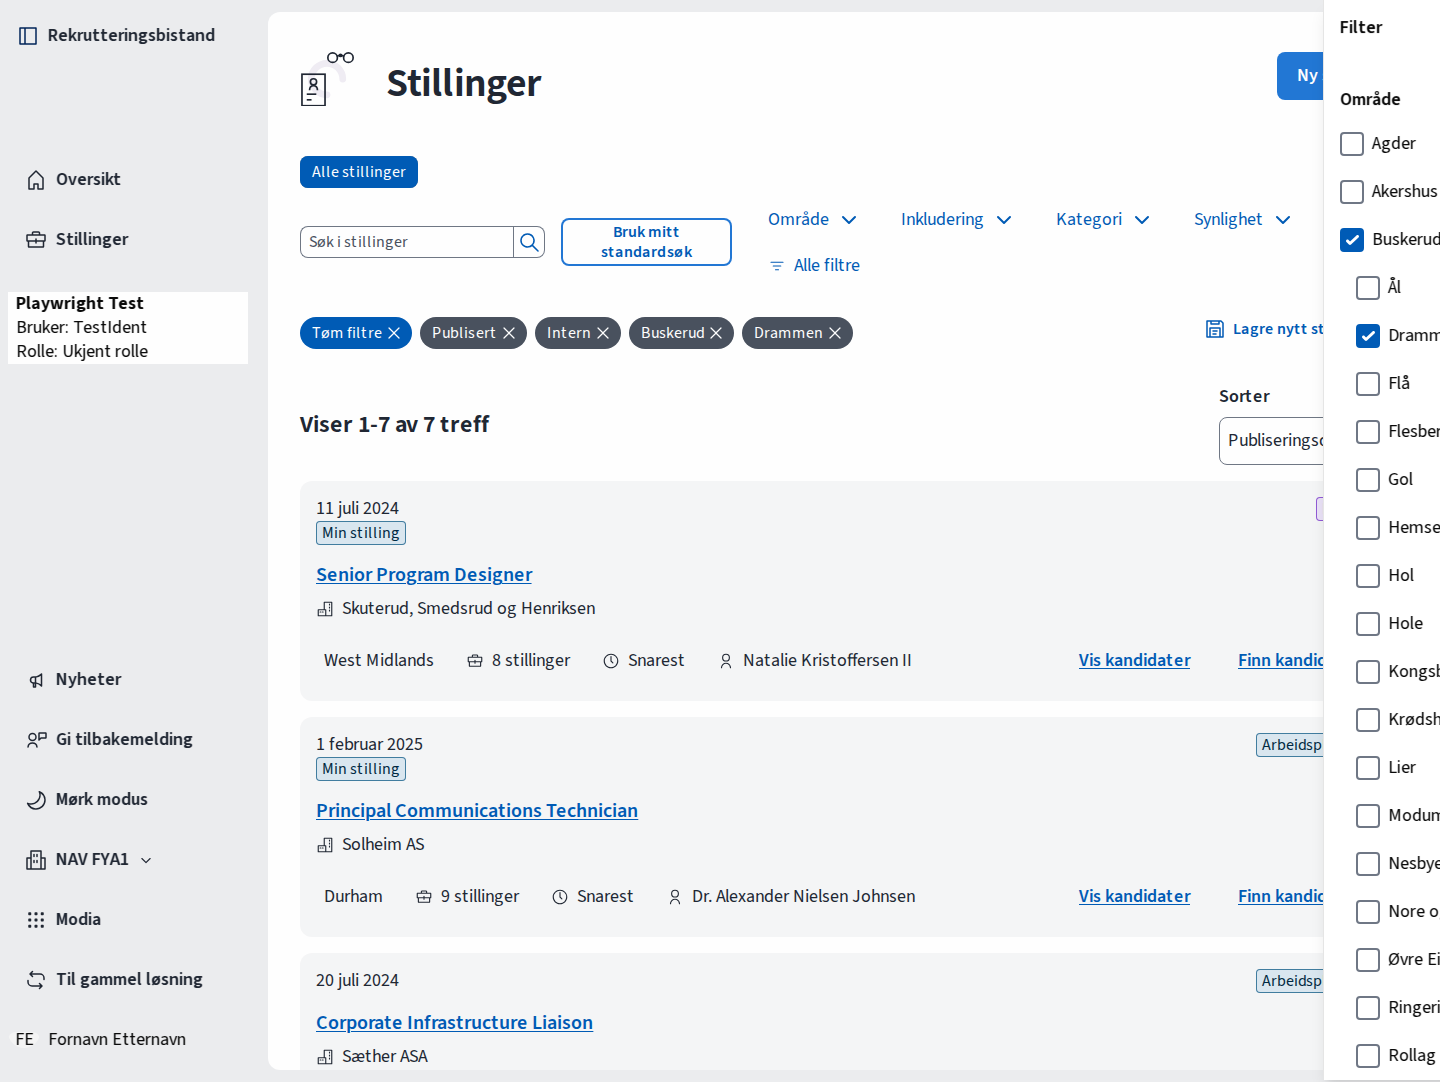 Rekrutteringsbistand
Oversikt
Stillinger
Playwright Test
Bruker: TestIdent
Rolle: Ukjent rolle
Nyheter
Gi tilbakemelding
Mørk modus
NAV FYA1
Modia
Til gammel løsning
FE Fornavn Etternavn
Stillinger
Ny
Alle stillinger
Søk i stillinger
Bruk mitt
standardsøk
Område
Inkludering
Kategori
Synlighet
Alle filtre
Tøm filtre
Publisert
Intern
Buskerud
Drammen
Lagre nytt st
Viser 1-7 av 7 treff
Sorter
Publiserings
11 juli 2024
Min stilling
Senior Program Designer
Skuterud, Smedsrud og Henriksen
West Midlands
8 stillinger
Snarest
Natalie Kristoffersen II
Vis kandidater
Finn kandid
1 februar 2025
Arbeidsp
Min stilling
Principal Communications Technician
Solheim AS
Durham
9 stillinger
Snarest
Dr. Alexander Nielsen Johnsen
Vis kandidater
Finn kandid
20 juli 2024
Arbeidsp
Corporate Infrastructure Liaison
Sæther ASA
Filter
Område
Agder
Akershus
Buskerud
Ål
Dramm
Flå
Flesber
Gol
Hemse
Hol
Hole
Kongsb
Krødsh
Lier
Modum
Nesbye
Nore o
Øvre Ei
Ringeri
Rollag